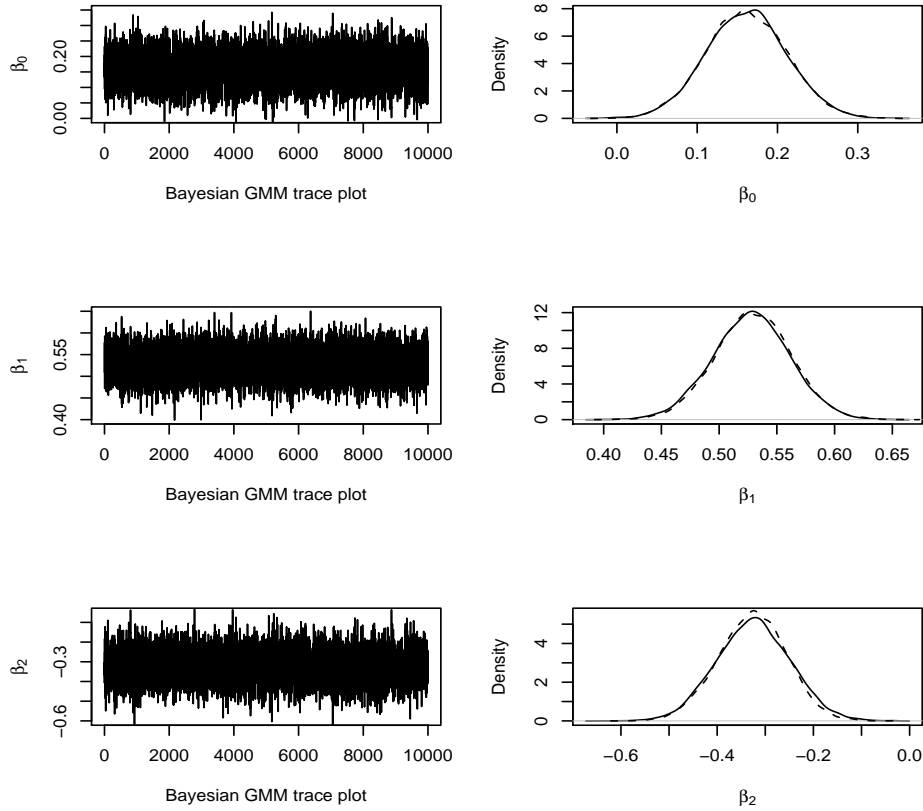 β0
0.00 0.20
0 2000 4000 6000 8000 10000
Bayesian GMM trace plot
Density
0 2 4 6 8
0.0 0.1 0.2 0.3
β0
β1
0.40 0.55
0 2000 4000 6000 8000 10000
Bayesian GMM trace plot
Density
0 4 8 12
0.40 0.45 0.50 0.55 0.60 0.65
β1
β2
−0.6 −0.3
0 2000 4000 6000 8000 10000
Bayesian GMM trace plot
Density
0 2 4
−0.6 −0.4 −0.2 0.0
β2